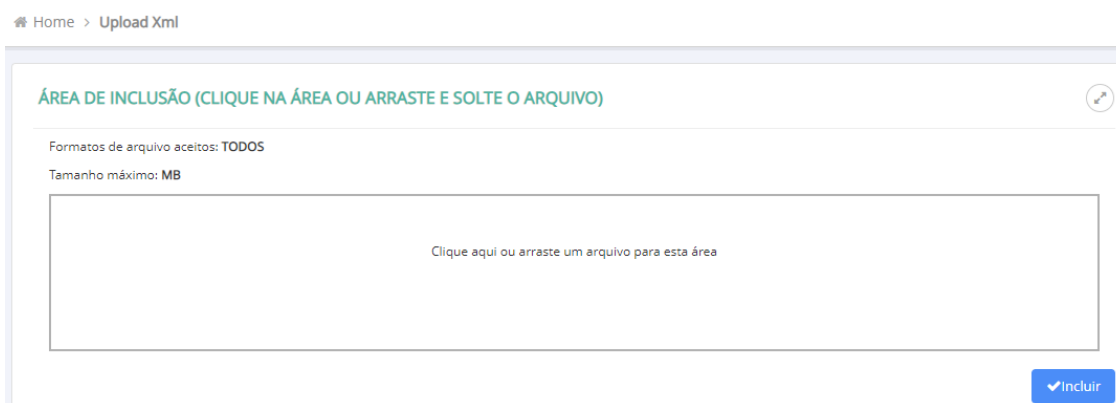 Home > Upload Xml
ÁREA DE INCLUSÃO (CLIQUE NA ÁREA OU ARRASTE E SOLTE O ARQUIVO)
Formatos de arquivo aceitos: TODOS
Tamanho máximo: MB
Clique aqui ou arraste um arquivo para esta área
Incluir